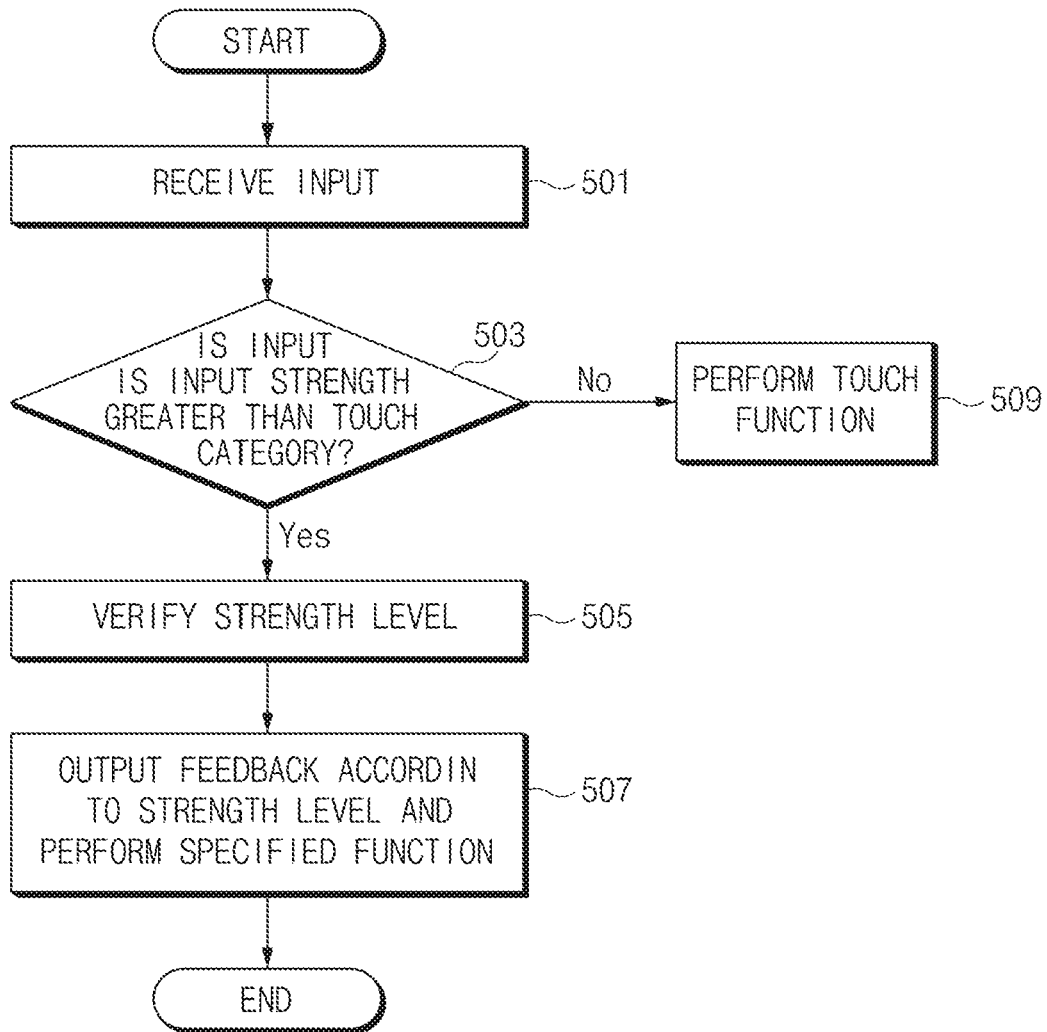 START
RECEIVE INPUT
501
IS INPUT
IS INPUT STRENGTH
GREATER THAN TOUCH
CATEGORY?
503
No
PERFORM TOUCH
FUNCTION
509
Yes
VERIFY STRENGTH LEVEL
505
OUTPUT FEEDBACK ACCORDIN
TO STRENGTH LEVEL AND
PERFORM SPECIFIED FUNCTION
507
END